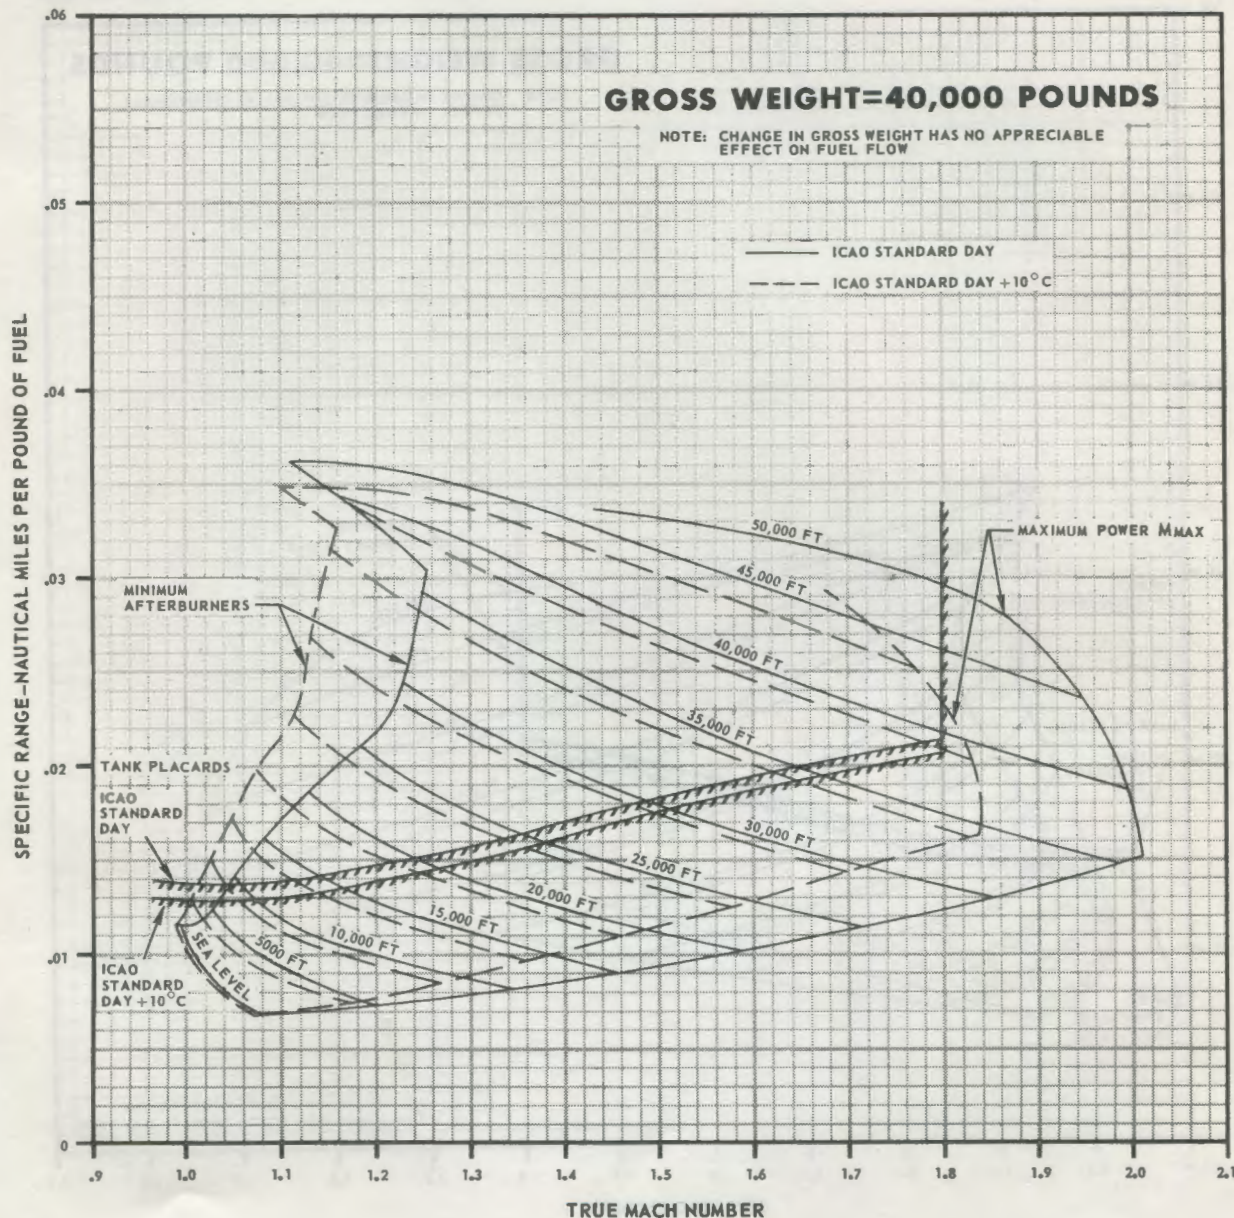 .06
.05
.04
.03
.02
.01
0
SPECIFIC RANGE–NAUTICAL MILES PER POUND OF FUEL
GROSS WEIGHT=40,000 POUNDS
NOTE: CHANGE IN GROSS WEIGHT HAS NO APPRECIABLE
EFFECT ON FUEL FLOW
ICAO STANDARD DAY
ICAO STANDARD DAY +10°C
50,000 FT
MAXIMUM POWER MMAX
45,000 FT
MINIMUM
AFTERBURNERS
40,000 FT
35,000 FT
TANK PLACARDS
ICAO
STANDARD
DAY
30,000 FT
25,000 FT
20,000 FT
15,000 FT
10,000 FT
5000 FT
SEA LEVEL
ICAO
STANDARD
DAY +10°C
.9 1.0 1.1 1.2 1.3 1.4 1.5 1.6 1.7 1.8 1.9 2.0 2.1
TRUE MACH NUMBER